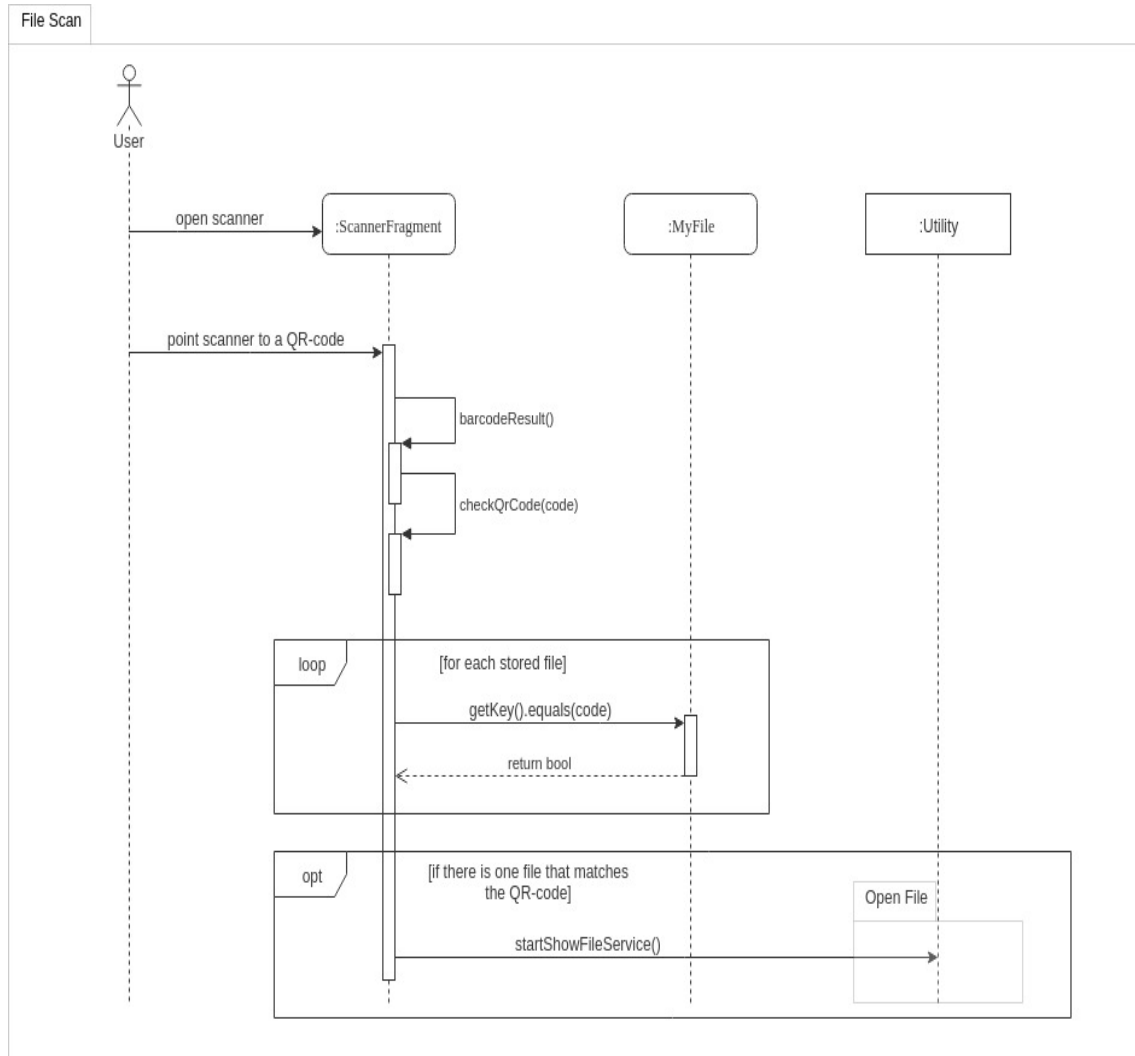 File Scan
User
open scanner
:ScannerFragment
:MyFile
:Utility
point scanner to a QR-code
barcodeResult()
checkQrCode(code)
loop
[for each stored file]
getKey().equals(code)
return bool
opt
[if there is one file that matches
the QR-code]
Open File
startShowFileService()